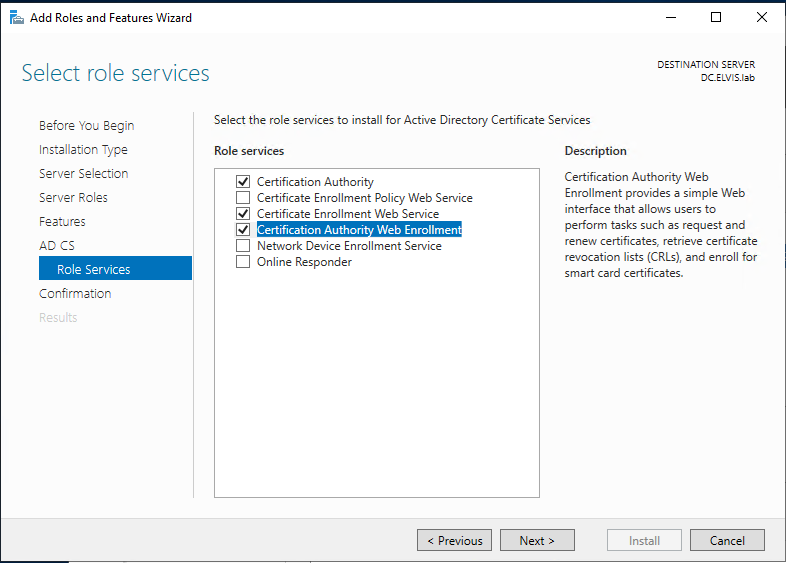 Add Roles and Features Wizard
Select role services
DESTINATION SERVER
DC.ELVIS.lab
Before You Begin
Installation Type
Server Selection
Server Roles
Features
AD CS
Role Services
Confirmation
Results
Select the role services to install for Active Directory Certificate Services
Role services
Certification Authority
Certificate Enrollment Policy Web Service
Certificate Enrollment Web Service
Certification Authority Web Enrollment
Network Device Enrollment Service
Online Responder
Description
Certification Authority Web
Enrollment provides a simple Web
interface that allows users to
perform tasks such as request and
renew certificates, retrieve certificate
revocation lists (CRLs), and enroll for
smart card certificates.
< Previous
Next >
Install
Cancel